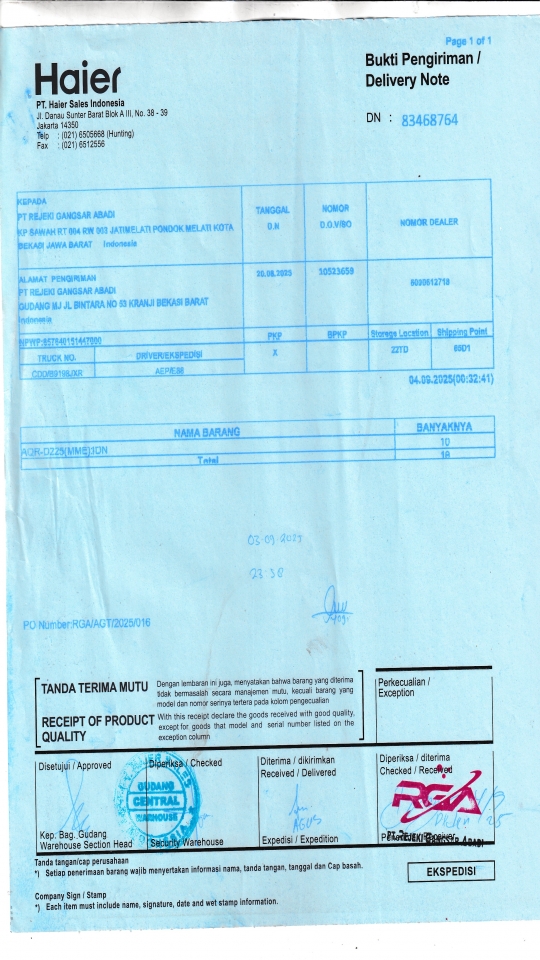 Page 1 of 1
Haier
Bukti Pengiriman /
Delivery Note
PT. Haier Sales Indonesia
Jl. Danau Sunter Barat Blok A III, No. 38 - 39
Jakarta 14350
Telp : (021) 6505668 (Hunting)
Fax : (021) 6512556
DN : 83468764
KEPADA
PT REJEKI GANGSAR ABADI
KP SAWAH RT 004 RW 003 JATIMELATI PONDOK MELATI KOTA
BEKASI JAWA BARAT Indonesia
TANGGAL
D.N
NOMOR
D.O.V/SO
NOMOR DEALER
ALAMAT PENGIRIMAN
PT REJEKI GANGSAR ABADI
GUDANG MJ JL BINTARA NO 53 KRANJI BEKASI BARAT
Indonesia
20.08.2025
30523659
NPWP:
PKP
BPKP
Storage Location
Shipping Point
TRUCK NO.
DRIVER/EKSPEDISI
X
22TD
69D1
AEP/E88
04.09.2025(00:32:41)
NAMA BARANG
BANYAKNYA
10
Total
03-09-2025
23:38
PO Number:RGA/AGT/2025/016
TANDA TERIMA MUTU
Dengan lembaran ini juga, menyatakan bahwa barang yang diterima
tidak bermasalah secara manajemen mutu, kecuali barang yang
model dan nomor serinya tertera pada kolom pengecualian
RECEIPT OF PRODUCT
QUALITY
With this receipt declare the goods received with good quality,
except for goods that model and serial number listed on the
exception column
Perkecualian /
Exception
Disetujui / Approved
Diperiksa / Checked
Diterima / dikirimkan
Received / Delivered
Diperiksa / diterima
Checked / Received
GUDANG
CENTRAL
WAREHOUSE
AGUS
RGA
PT. REJEKI GANGSAR ABADI
Kep. Bag. Gudang
Warehouse Section Head
Security Warehouse
Expedisi / Expedition
Tanda tangan/cap perusahaan
*) Setiap penerimaan barang wajib menyertakan informasi nama, tanda tangan, tanggal dan Cap basah.
EKSPEDISI
Company Sign / Stamp
*) Each item must include name, signature, date and wet stamp information.